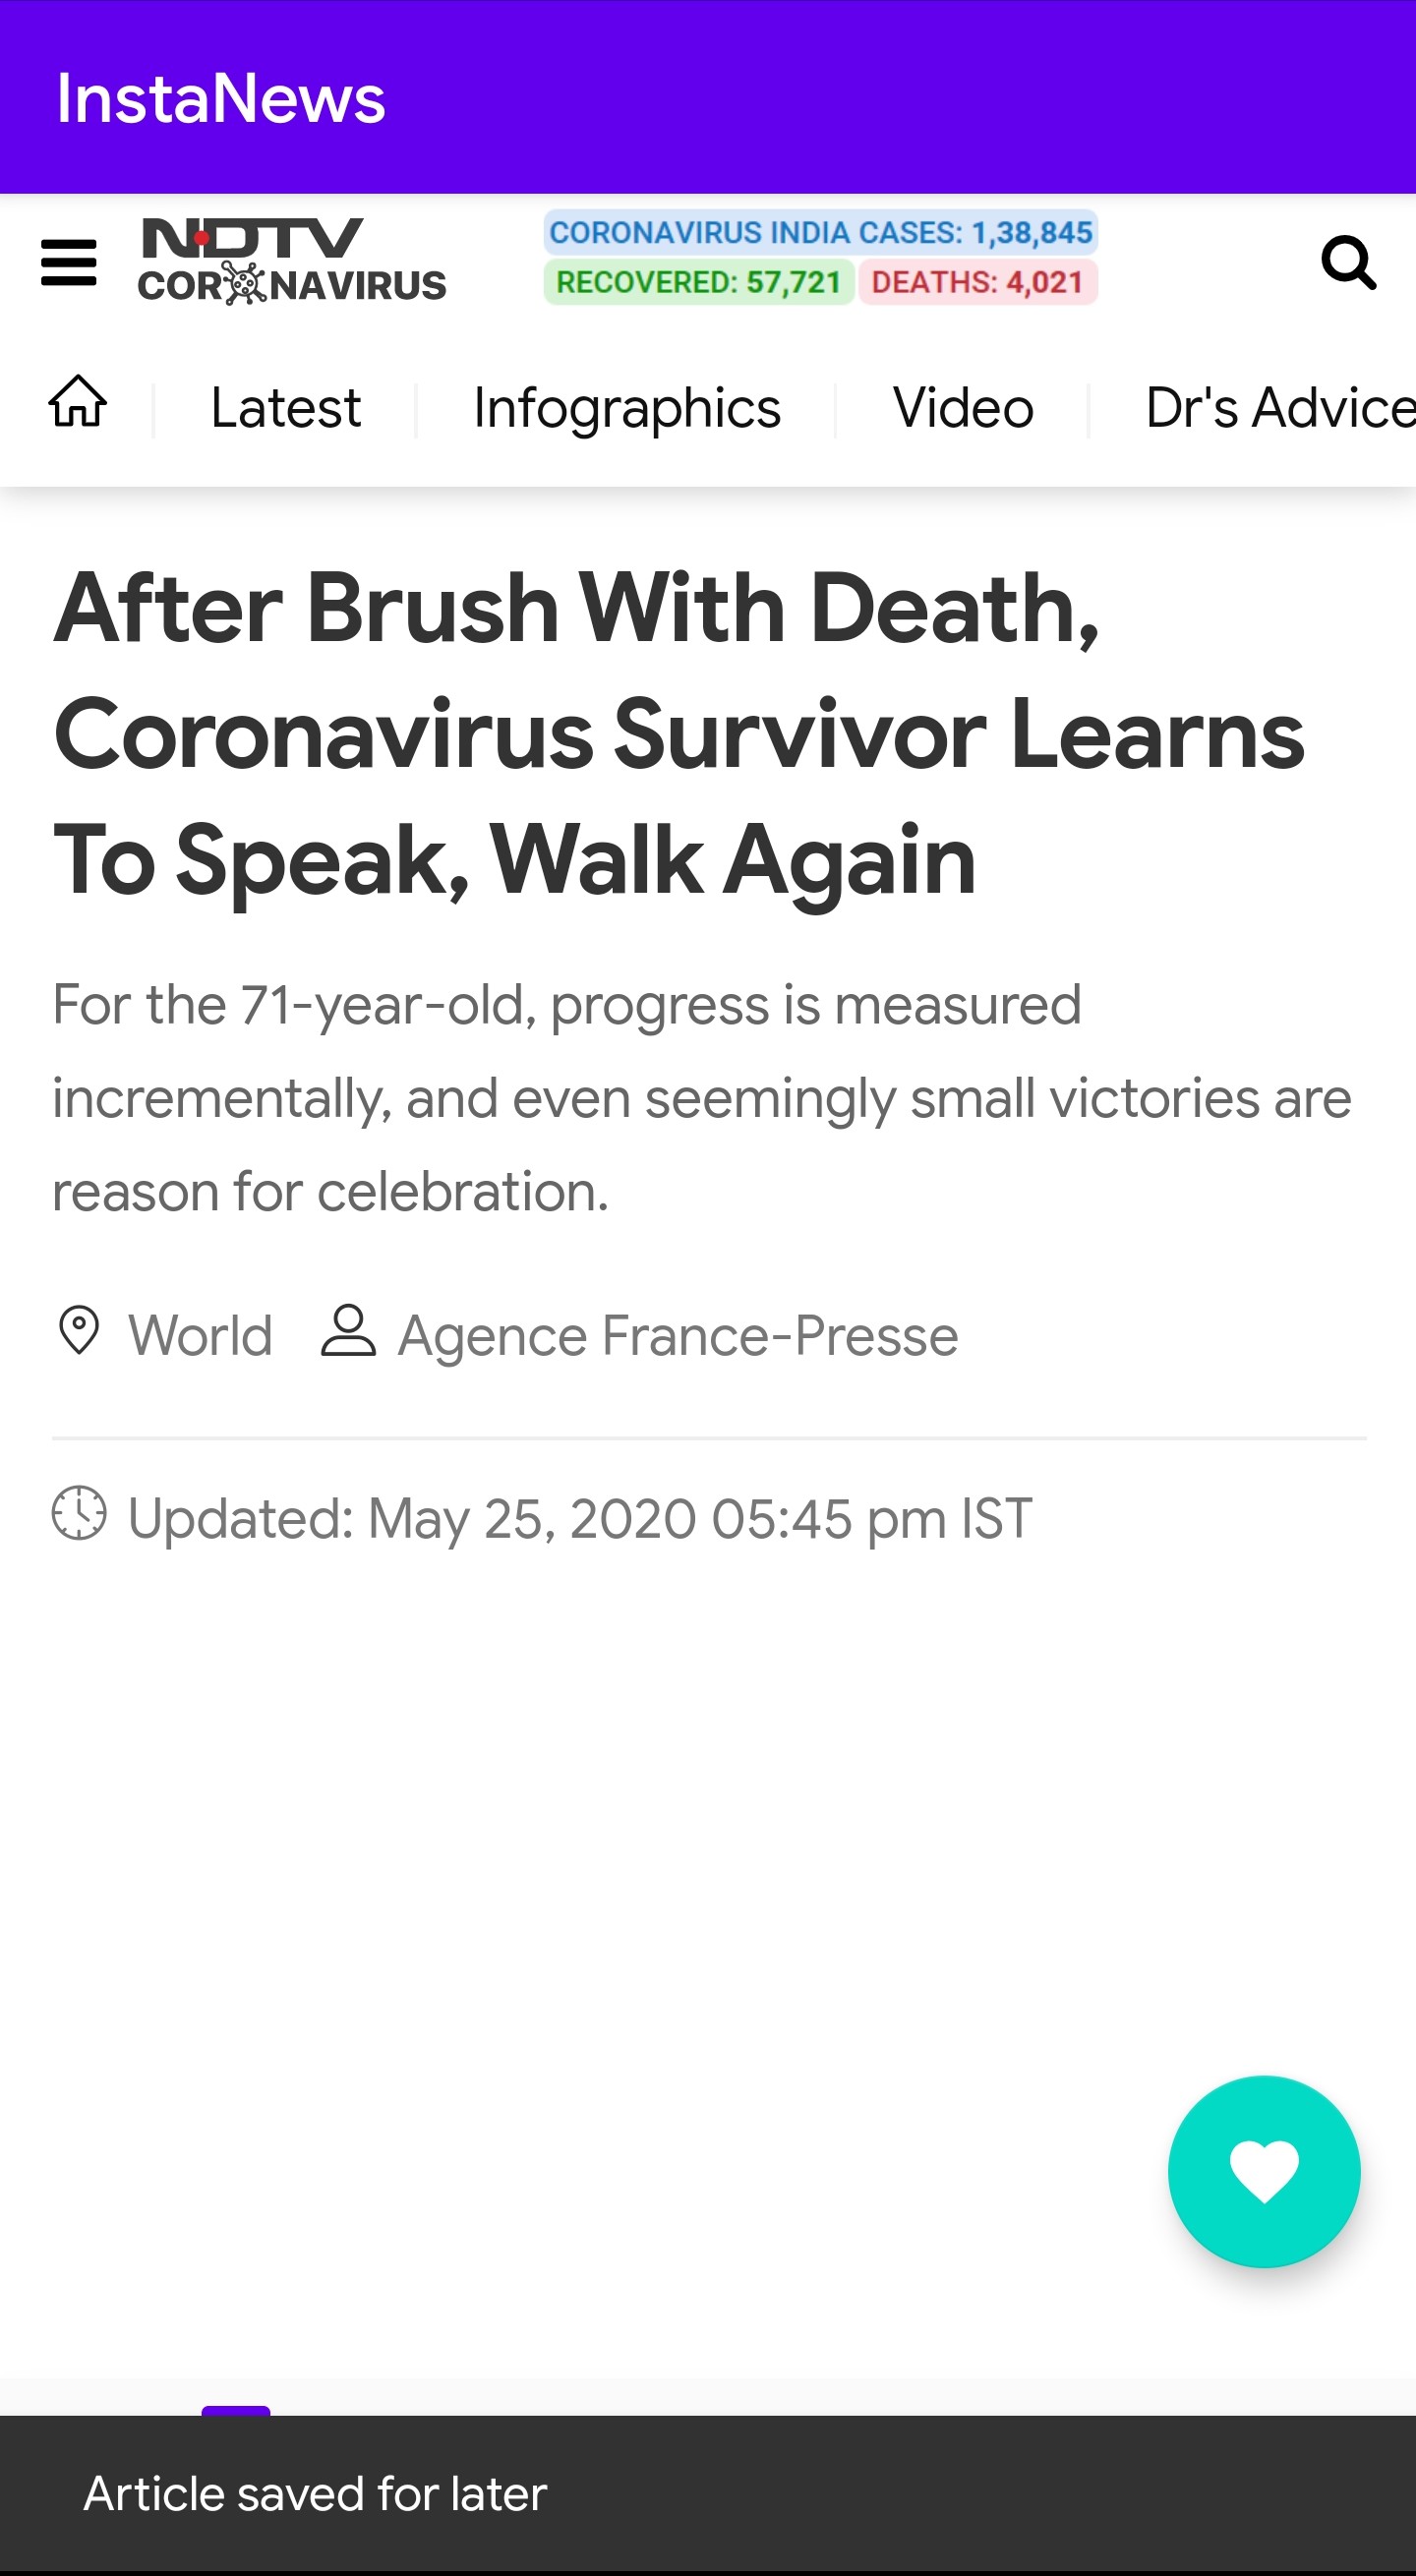 InstaNews
NDTV
CORONAVIRUS
CORONAVIRUS INDIA CASES: 1,38,845
RECOVERED: 57,721 DEATHS: 4,021
Latest Infographics Video Dr's Advice
After Brush With Death,
Coronavirus Survivor Learns
To Speak, Walk Again
For the 71-year-old, progress is measured
incrementally, and even seemingly small victories are
reason for celebration.
World Agence France-Presse
Updated: May 25, 2020 05:45 pm IST
Article saved for later